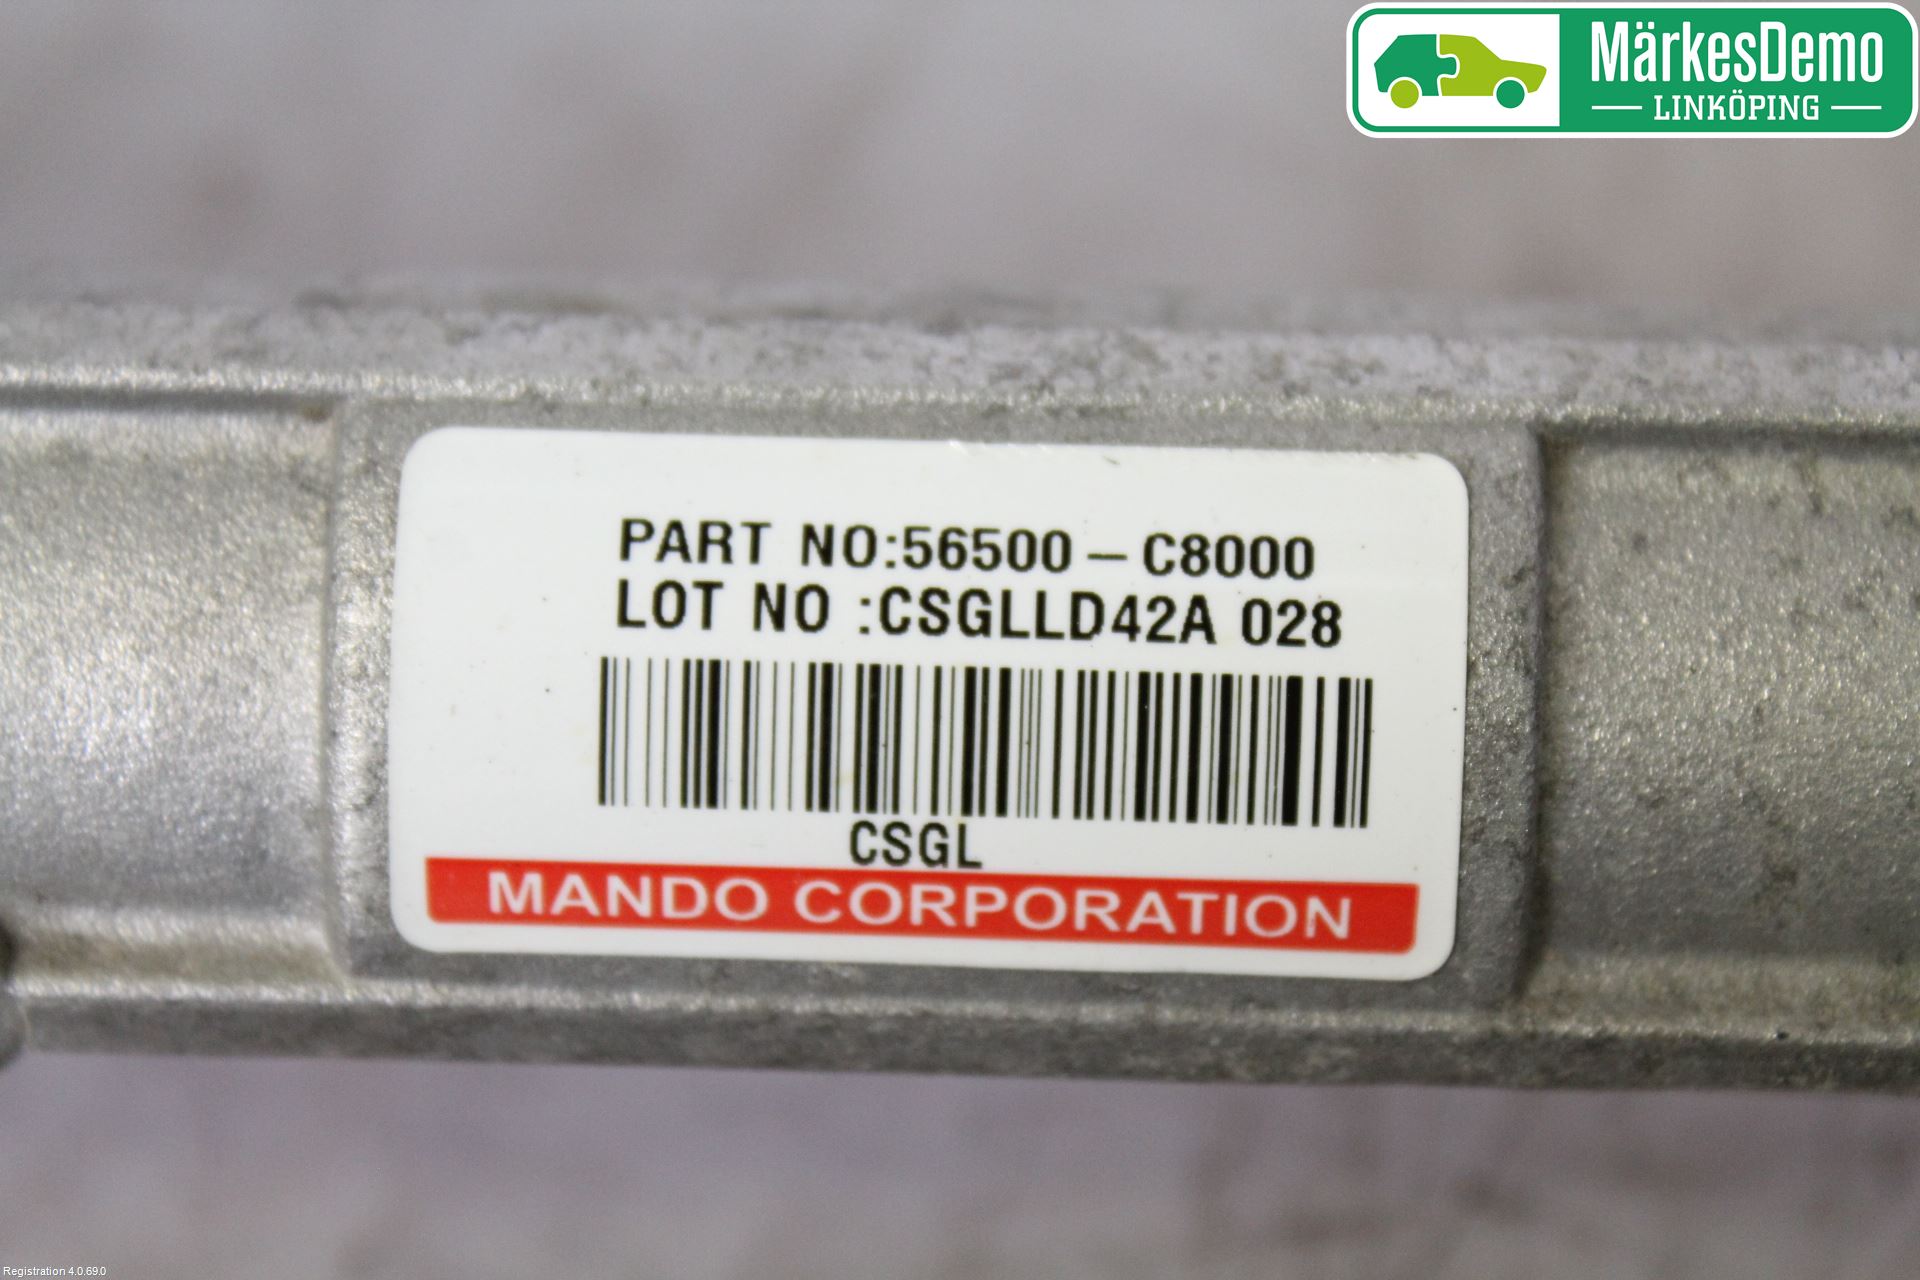 MärkesDemo
LINKÖPING
PART NO:56500-C8000
LOT NO :CSGLLD42A 028
CSGL
MANDO CORPORATION
Registration 4.0.69.0